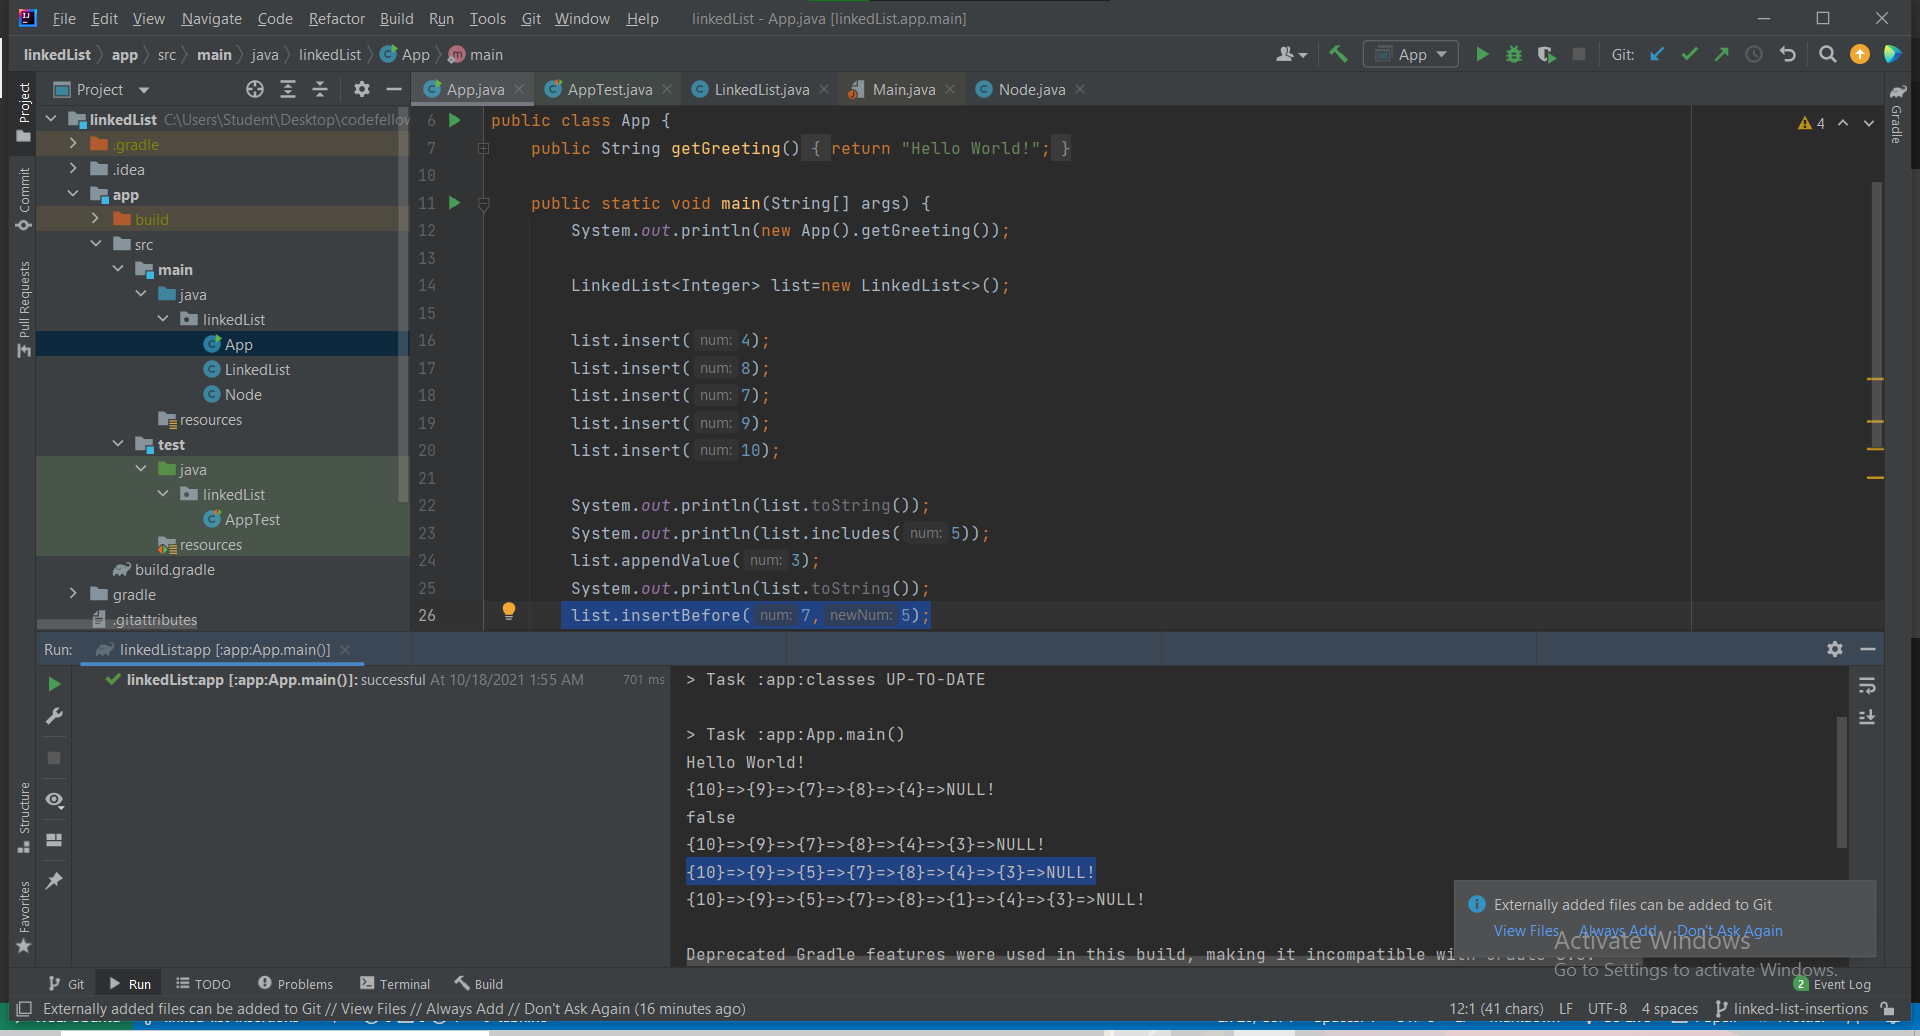 File Edit View Navigate Code Refactor Build Run Tools Git Window Help linkedList - App.java [linkedList.app.main]
linkedList app src main java linkedList App main
App Git:
Project
App.java AppTest.java LinkedList.java Main.java Node.java
linkedList C:\Users\Student\Desktop\codefellow
.gradle
.idea
app
build
src
main
java
linkedList
App
LinkedList
Node
resources
test
java
linkedList
AppTest
resources
build.gradle
gradle
.gitattributes
Project
Commit
Pull Requests
Structure
Favorites
Gradle
4
6 public class App {
7 public String getGreeting() { return "Hello World!"; }
10
11 public static void main(String[] args) {
12 System.out.println(new App().getGreeting());
13
14 LinkedList<Integer> list=new LinkedList<>();
15
16 list.insert( num: 4);
17 list.insert( num: 8);
18 list.insert( num: 7);
19 list.insert( num: 9);
20 list.insert( num: 10);
21
22 System.out.println(list.toString());
23 System.out.println(list.includes( num: 5));
24 list.appendValue( num: 3);
25 System.out.println(list.toString());
26 list.insertBefore( num: 7, newNum: 5);
Run: linkedList:app [:app:App.main()]
linkedList:app [:app:App.main()]: successful At 10/18/2021 1:55 AM 701 ms
> Task :app:classes UP-TO-DATE
> Task :app:App.main()
Hello World!
{10}=>{9}=>{7}=>{8}=>{4}=>NULL!
false
{10}=>{9}=>{7}=>{8}=>{4}=>{3}=>NULL!
{10}=>{9}=>{5}=>{7}=>{8}=>{4}=>{3}=>NULL!
{10}=>{9}=>{5}=>{7}=>{8}=>{1}=>{4}=>{3}=>NULL!
Deprecated Gradle features were used in this build, making it incompatible
Externally added files can be added to Git
View Files Always Add Don't Ask Again
Activate Windows
Go to Settings to activate Windows.
Git Run TODO Problems Terminal Build 2 Event Log
Externally added files can be added to Git // View Files // Always Add // Don't Ask Again (16 minutes ago)
12:1 (41 chars) LF UTF-8 4 spaces linked-list-insertions